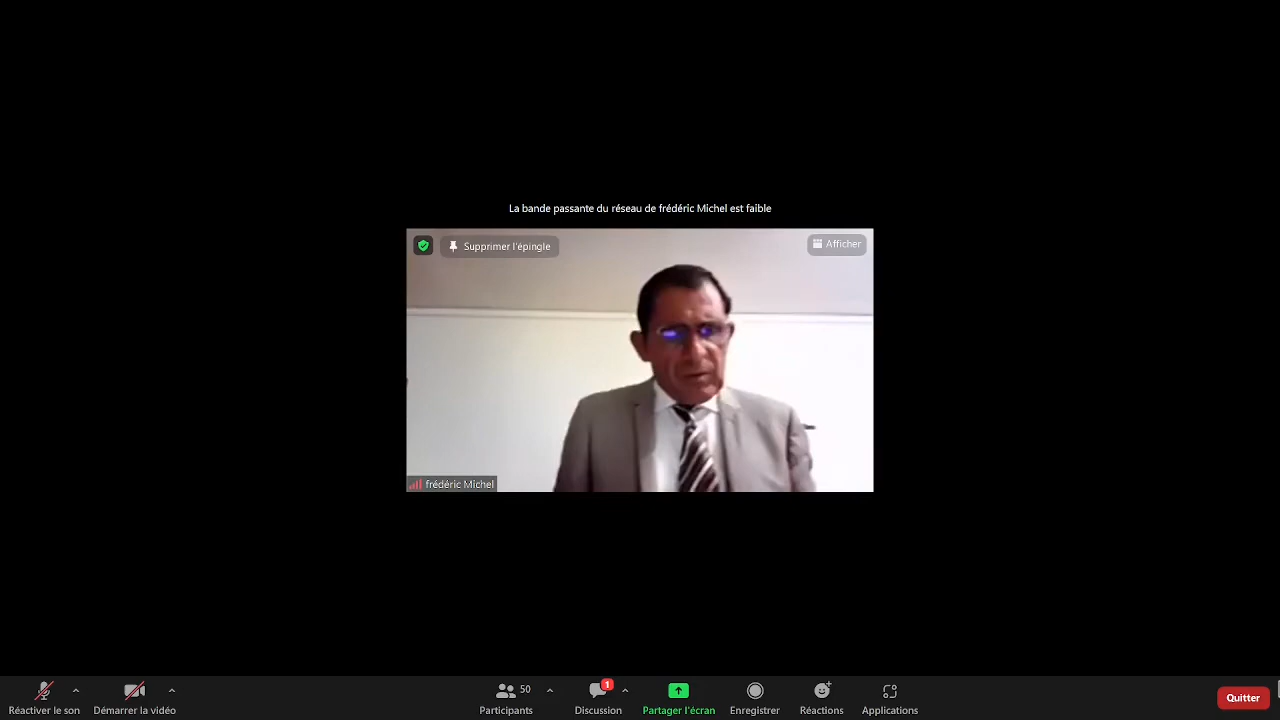 La bande passante du réseau de frédéric Michel est faible
Supprimer l'épingle
Afficher
frédéric Michel
50
1
Réactiver le son
Démarrer la vidéo
Participants
Discussion
Partager l'écran
Enregistrer
Réactions
Applications
Quitter